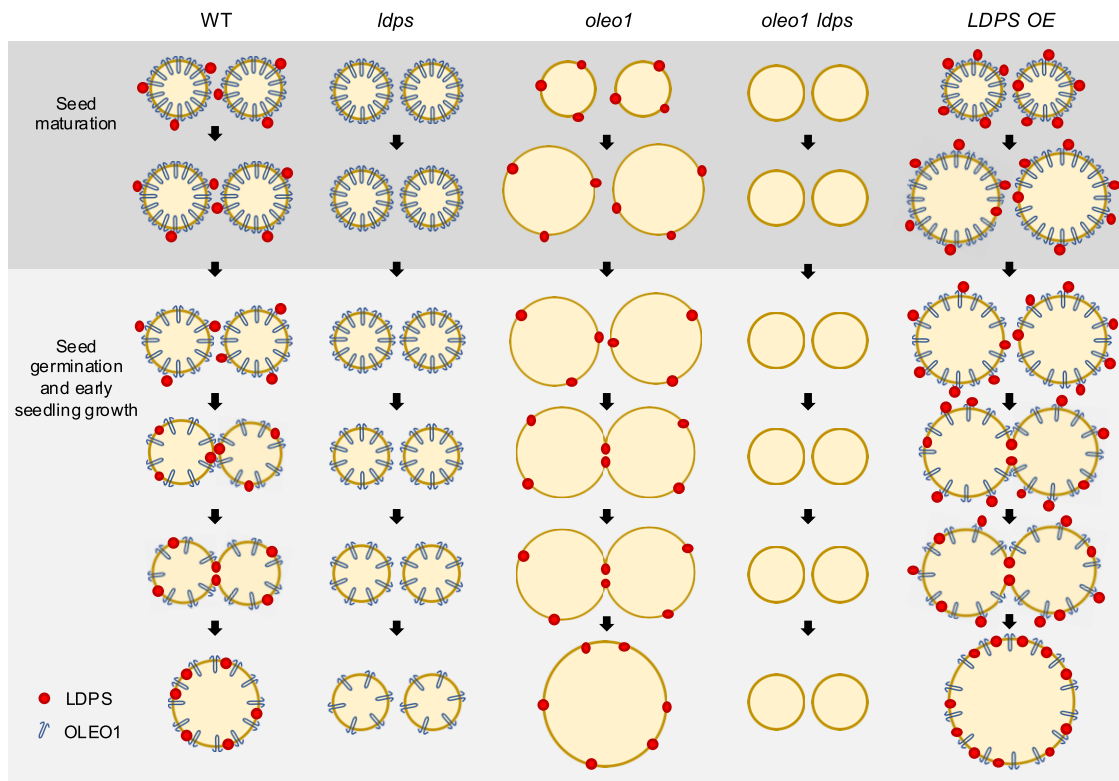 WT
ldps
oleo1
oleo1 ldps
LDPS OE
Seed
maturation
Seed
germination
and early
seedling growth
LDPS
OLEO1